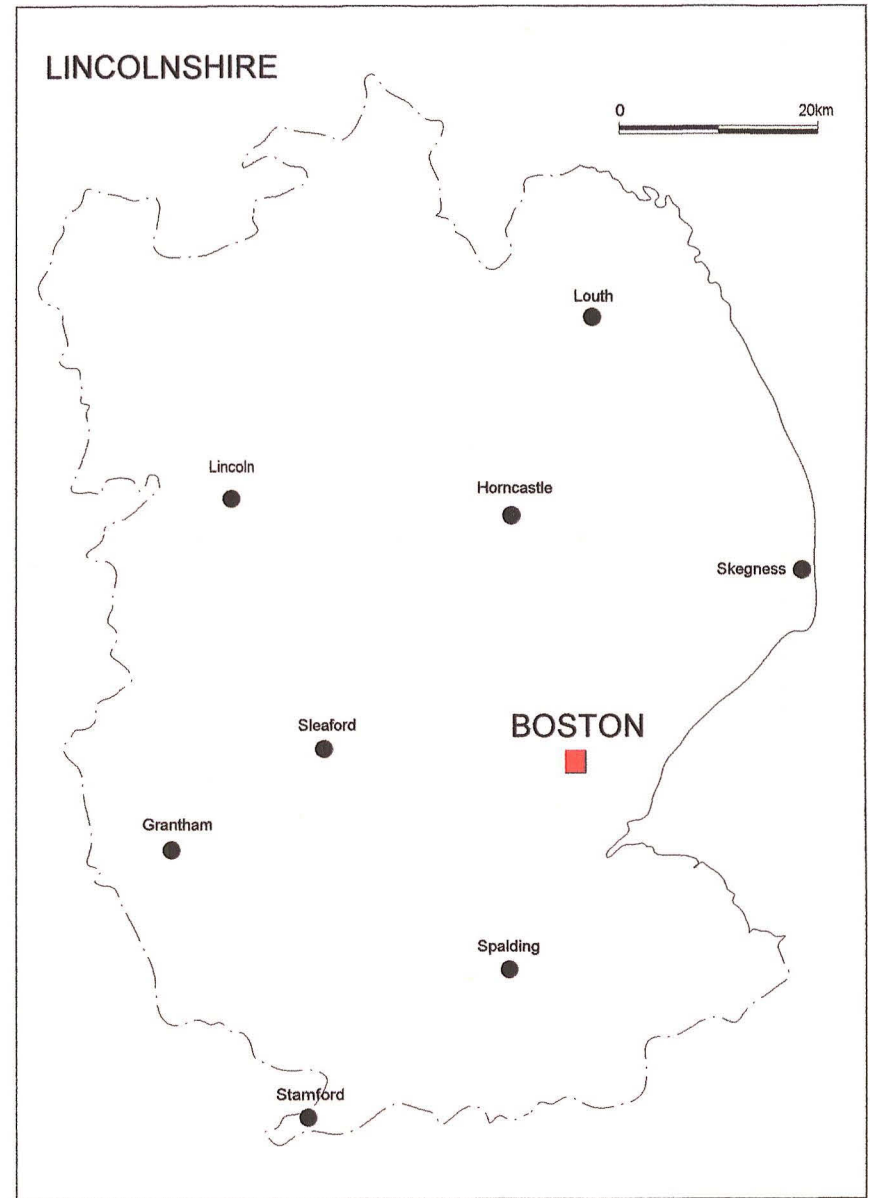 LINCOLNSHIRE
0 20km
Louth
Lincoln
Horncastle
Skegness
BOSTON
Sleaford
Grantham
Spalding
Stamford